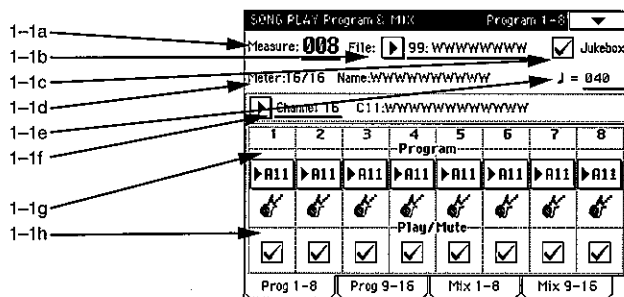 SONG PLAY Program & MIX Program 1-8
1-1a
Measure: 008 File: 99: WWWWWWWW Jukebox
1-1b
1-1c
Meter:16/16 Name:WWWWWWWWWW ♩ = 040
1-1d
1-1e
Channel 16 C11:WWWWWWWWWWWW
1-1f
1 2 3 4 5 6 7 8
Program
A11 A11 A11 A11 A11 A11 A11 A11
1-1g
Play/Mute
1-1h
Prog 1-8 Prog 9-16 Mix 1-8 Mix 9-16